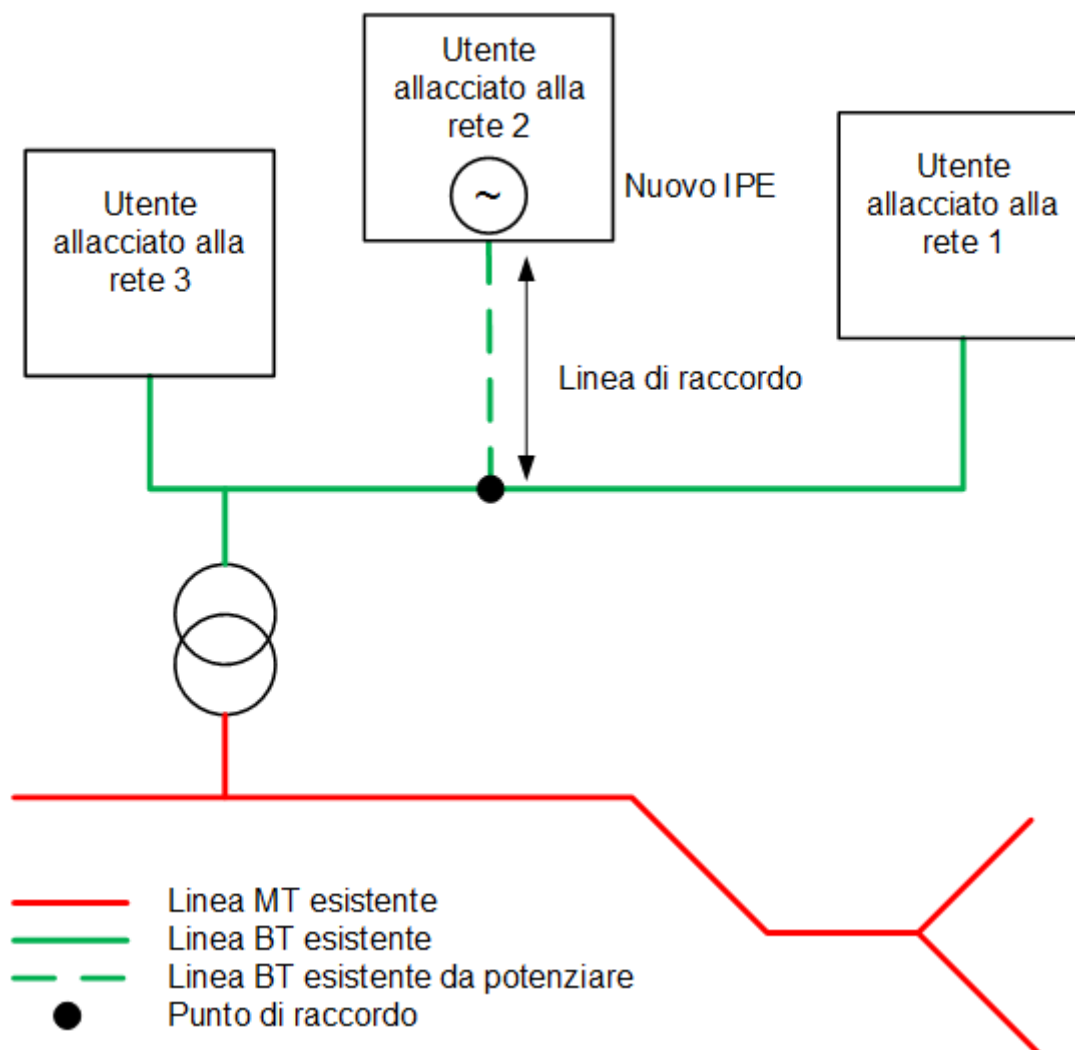 Utente
allacciato alla
rete 2
~
Nuovo IPE
Utente
allacciato alla
rete 3
Utente
allacciato alla
rete 1
Linea di raccordo
Linea MT esistente
Linea BT esistente
Linea BT esistente da potenziare
Punto di raccordo